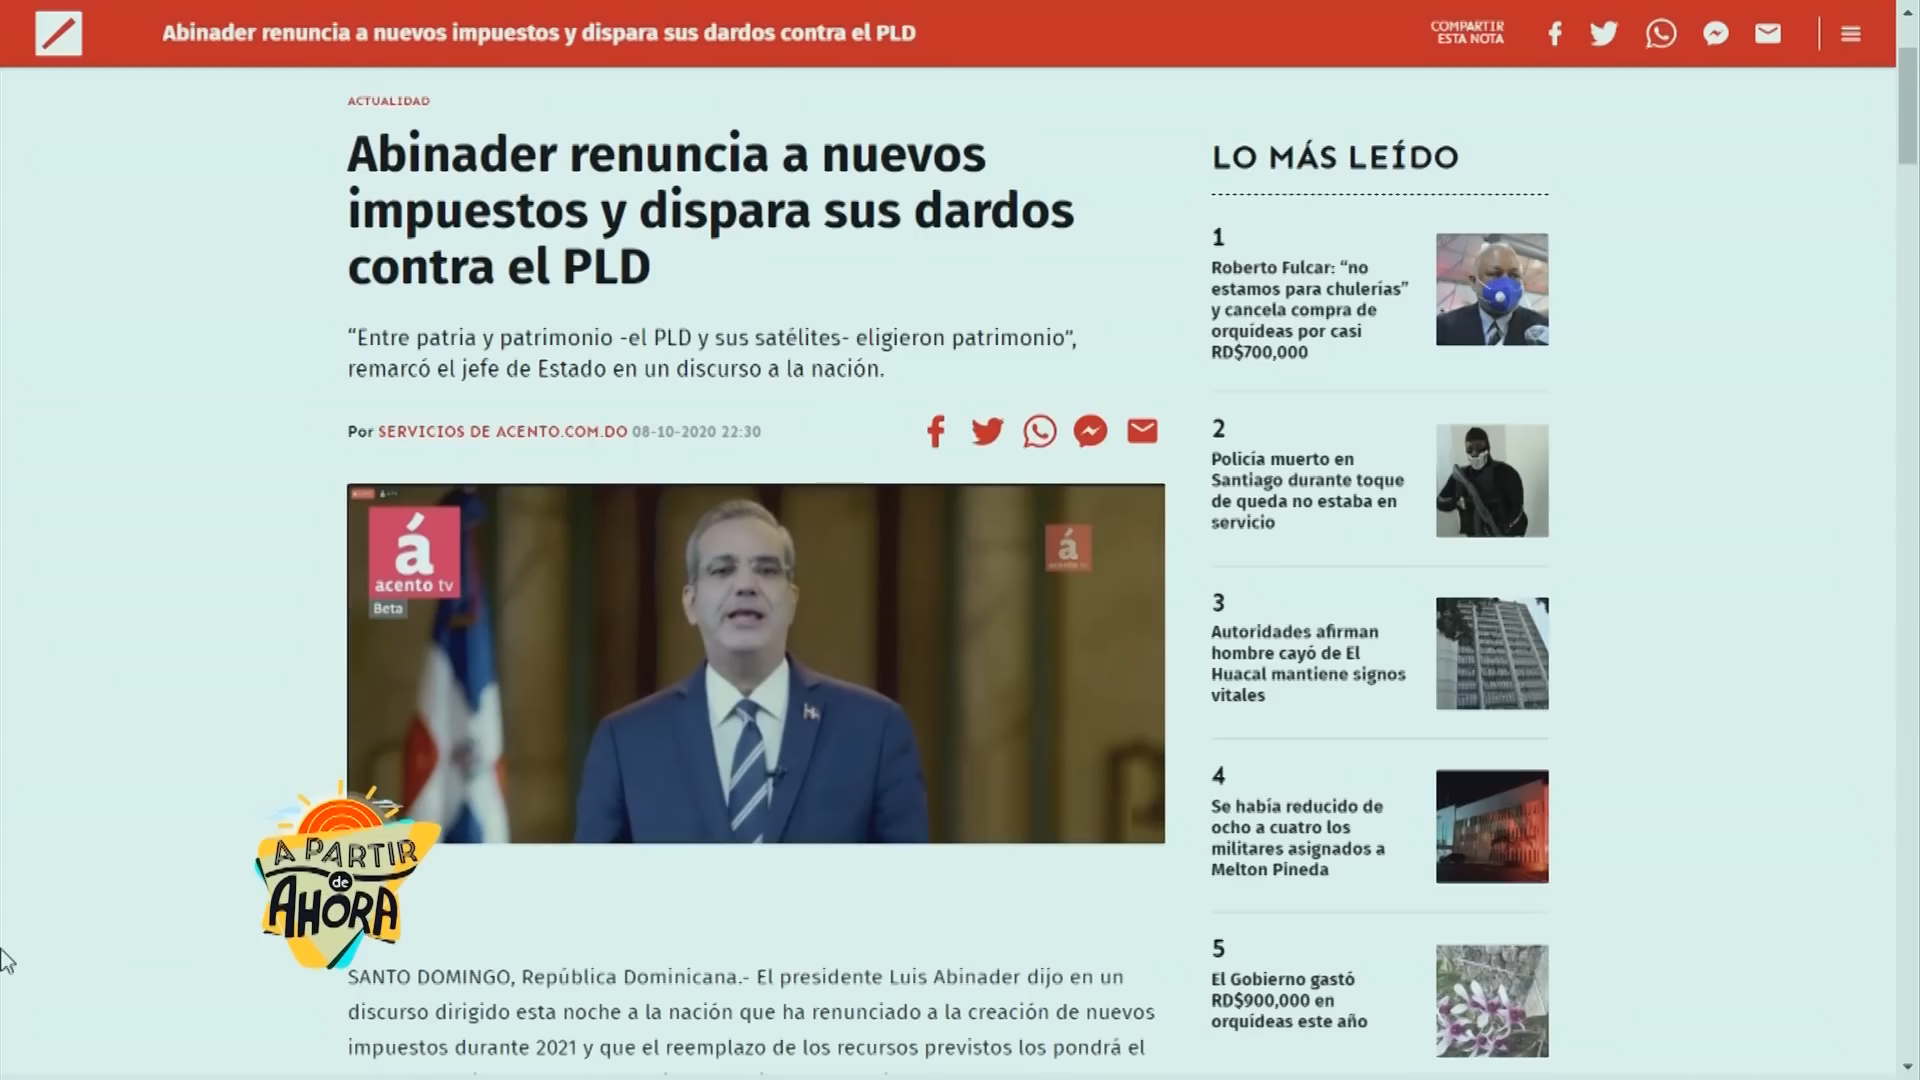 Abinader renuncia a nuevos impuestos y dispara sus dardos contra el PLD
COMPARTIR
ESTA NOTA
ACTUALIDAD
Abinader renuncia a nuevos
impuestos y dispara sus dardos
contra el PLD
“Entre patria y patrimonio -el PLD y sus satélites- eligieron patrimonio”,
remarcó el jefe de Estado en un discurso a la nación.
Por SERVICIOS DE ACENTO.COM.DO 08-10-2020 22:30
á
acento tv
Beta
á
acento tv
A PARTIR
de
AHORA
SANTO DOMINGO, República Dominicana.- El presidente Luis Abinader dijo en un
discurso dirigido esta noche a la nación que ha renunciado a la creación de nuevos
impuestos durante 2021 y que el reemplazo de los recursos previstos los pondrá el
LO MÁS LEÍDO
1
Roberto Fulcar: “no
estamos para chulerías”
y cancela compra de
orquídeas por casi
RD$700,000
2
Policía muerto en
Santiago durante toque
de queda no estaba en
servicio
3
Autoridades afirman
hombre cayó de El
Huacal mantiene signos
vitales
4
Se había reducido de
ocho a cuatro los
militares asignados a
Melton Pineda
5
El Gobierno gastó
RD$900,000 en
orquídeas este año